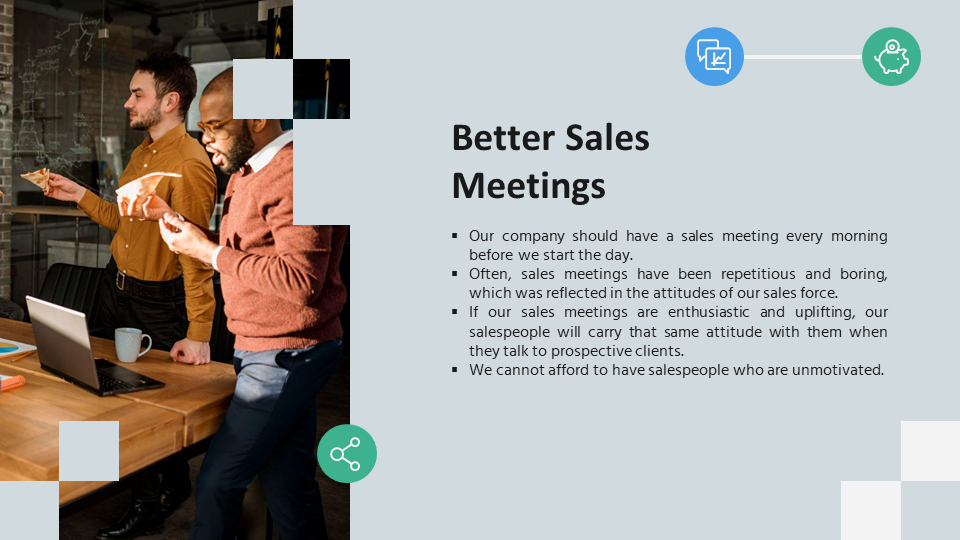 Better Sales
Meetings
▪ Our company should have a sales meeting every morning
before we start the day.
▪ Often, sales meetings have been repetitious and boring,
which was reflected in the attitudes of our sales force.
▪ If our sales meetings are enthusiastic and uplifting, our
salespeople will carry that same attitude with them when
they talk to prospective clients.
▪ We cannot afford to have salespeople who are unmotivated.